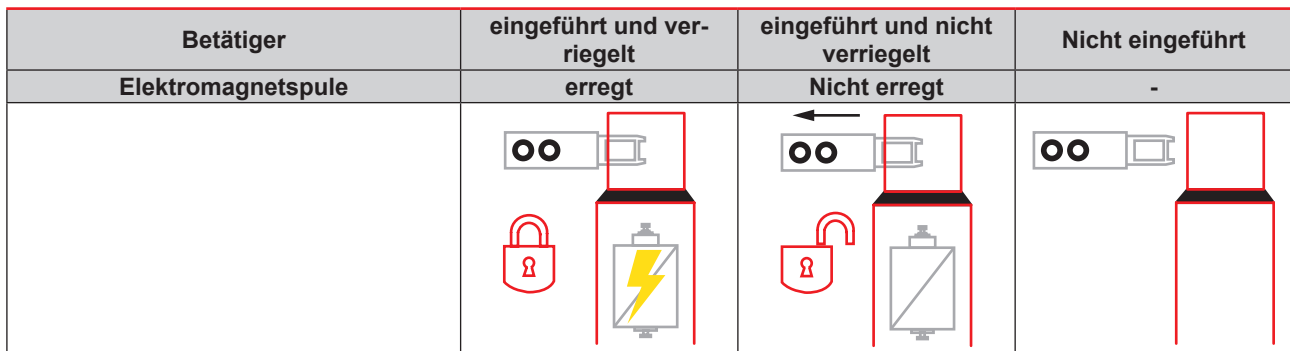 Betätiger
eingeführt und ver-
riegelt
eingeführt und nicht
verriegelt
Nicht eingeführt
Elektromagnetspule
erregt
Nicht erregt
-